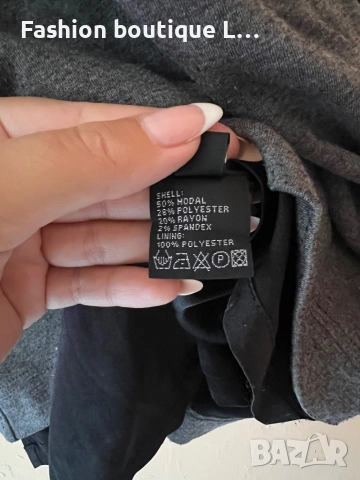 Fashion boutique L...
SHELL:
50% MODAL
28% POLYESTER
20% RAYON
2% SPANDEX
LINING:
100% POLYESTER
BAZAR